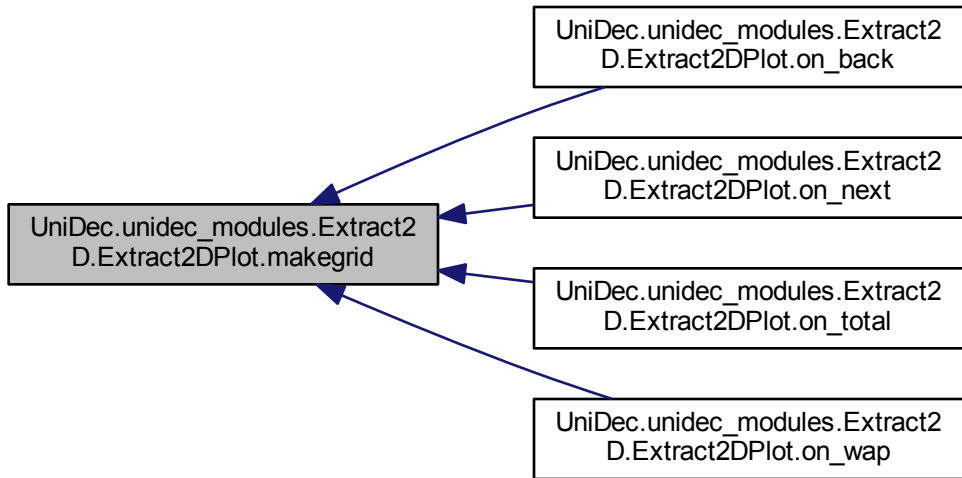 UniDec.unidec_modules.Extract2
D.Extract2DPlot.on_back
UniDec.unidec_modules.Extract2
D.Extract2DPlot.on_next
UniDec.unidec_modules.Extract2
D.Extract2DPlot.makegrid
UniDec.unidec_modules.Extract2
D.Extract2DPlot.on_total
UniDec.unidec_modules.Extract2
D.Extract2DPlot.on_wap